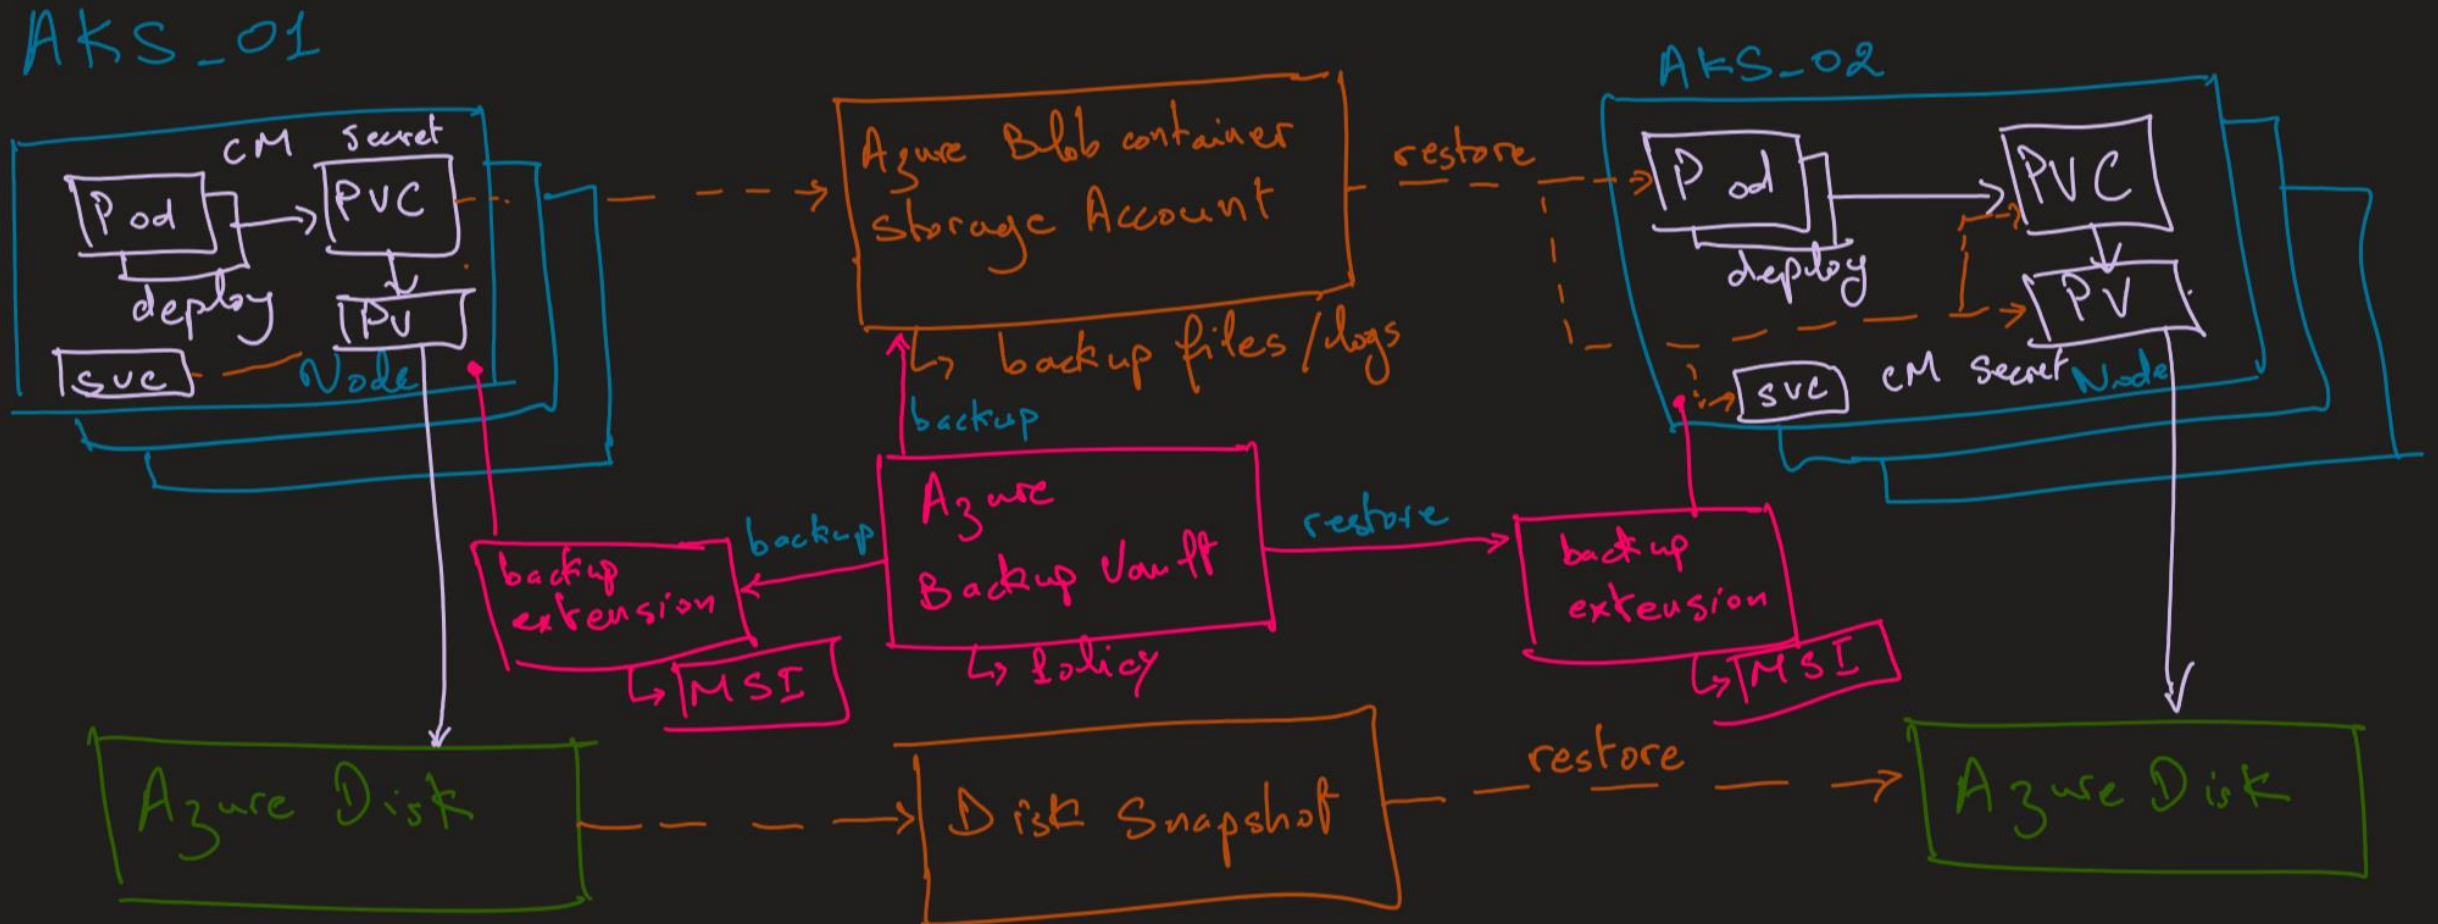 AKS_01
CM secret
Pod
PVC
deploy
PV
svc
Node
Azure Blob container
storage Account
↳ backup files/logs
backup
restore
AKS-02
Pod
PVC
deploy
PV
svc
CM secret
Node
backup
extension
↳ MSI
backup
Azure
Backup Vault
↳ Policy
restore
backup
extension
↳ MSI
Azure Disk
Disk Snapshot
restore
Azure Disk